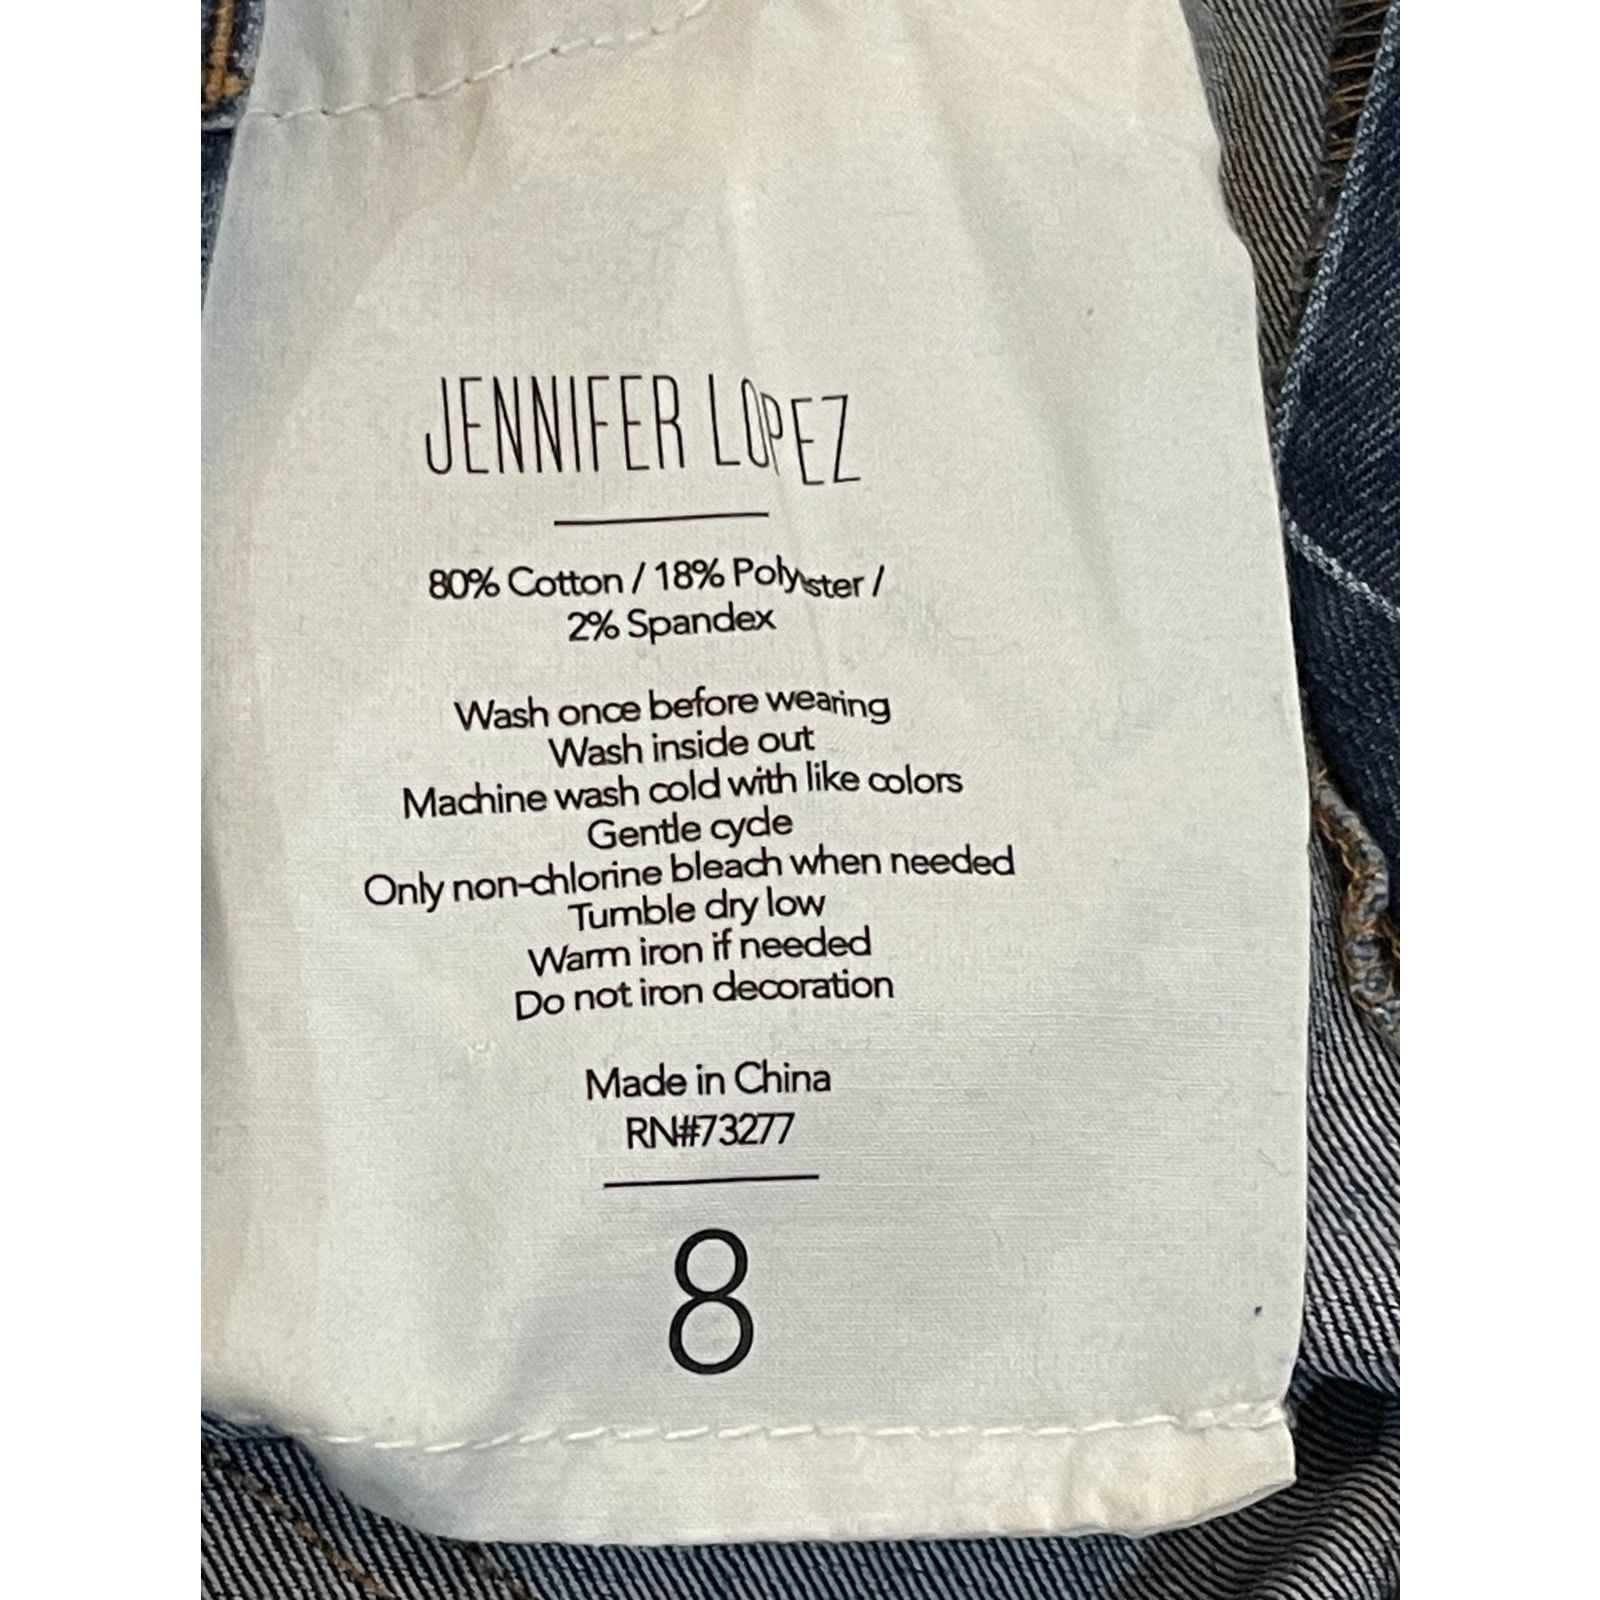 JENNIFER LOPEZ
80% Cotton / 18% Polyester /
2% Spandex
Wash once before wearing
Wash inside out
Machine wash cold with like colors
Gentle cycle
Only non-chlorine bleach when needed
Tumble dry low
Warm iron if needed
Do not iron decoration
Made in China
RN#73277
8